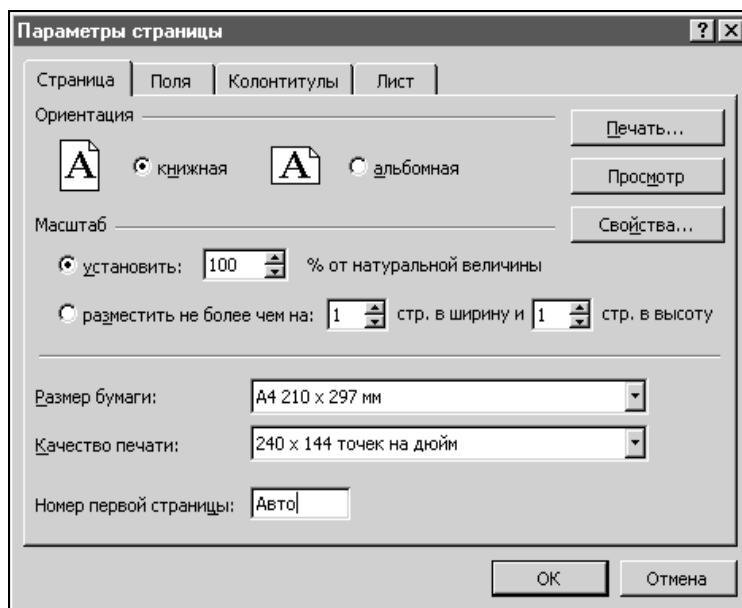 Параметры страницы
Страница Поля Колонтитулы Лист
Ориентация
A книжная A альбомная
Печать...
Просмотр
Масштаб
Свойства...
установить: 100 % от натуральной величины
разместить не более чем на: 1 стр. в ширину и 1 стр. в высоту
Размер бумаги: A4 210 x 297 мм
Качество печати: 240 x 144 точек на дюйм
Номер первой страницы: Авто
ОК Отмена